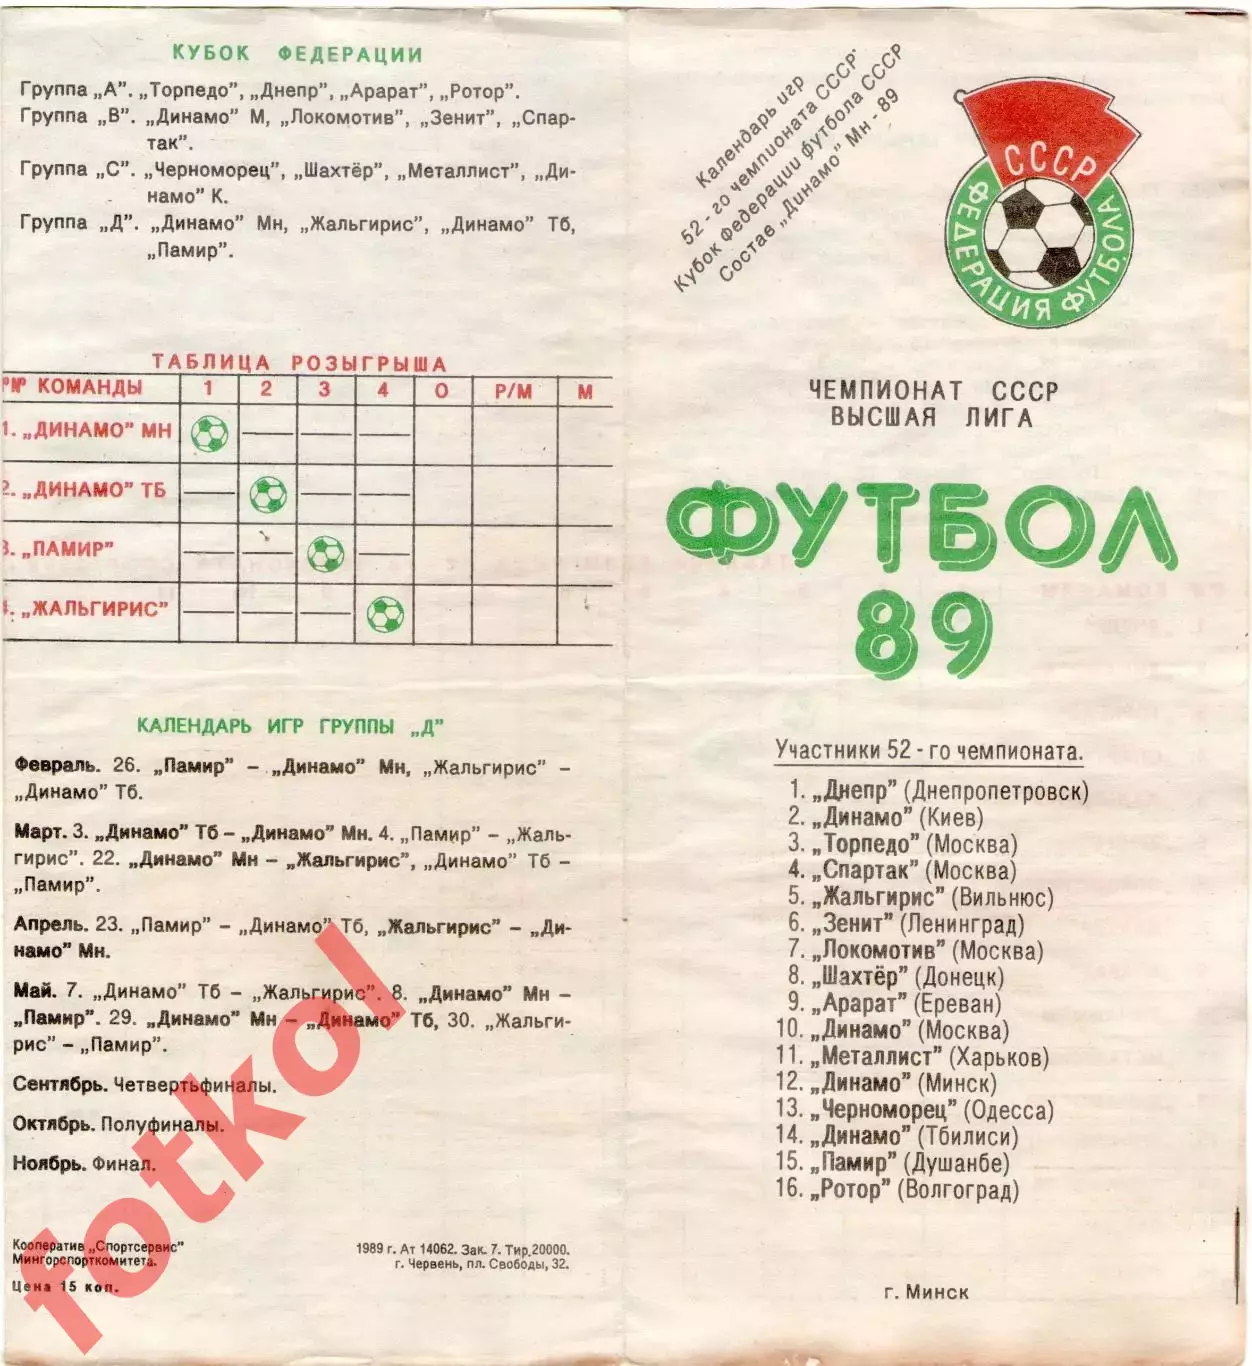 КУБОК ФЕДЕРАЦИИ
Группа „А”. „Торпедо”, „Днепр”, „Арарат”, „Ротор”.
Группа „В”. „Динамо” М, „Локомотив”, „Зенит”, „Спар-
так”.
Группа „С”. „Черноморец”, „Шахтёр”, „Металлист”, „Ди-
намо” К.
Группа „Д”. „Динамо” Мн, „Жальгирис”, „Динамо” Тб,
„Памир”.
ТАБЛИЦА РОЗЫГРЫША
№№ КОМАНДЫ 1 2 3 4 О Р/М М
1. „ДИНАМО” МН
2. „ДИНАМО” ТБ
3. „ПАМИР”
4. „ЖАЛЬГИРИС”
КАЛЕНДАРЬ ИГР ГРУППЫ „Д”
Февраль. 26. „Памир” – „Динамо” Мн, „Жальгирис” –
„Динамо” Тб.
Март. 3. „Динамо” Тб – „Динамо” Мн. 4. „Памир” – „Жаль-
гирис”. 22. „Динамо” Мн – „Жальгирис”, „Динамо” Тб –
„Памир”.
Апрель. 23. „Памир” – „Динамо” Тб, „Жальгирис” – „Ди-
намо” Мн.
Май. 7. „Динамо” Тб – „Жальгирис”. 8. „Динамо” Мн –
„Памир”. 29. „Динамо” Мн – „Динамо” Тб, 30. „Жальги-
рис” – „Памир”.
Сентябрь. Четвертьфиналы.
Октябрь. Полуфиналы.
Ноябрь. Финал.
Кооператив „Спортсервис”
Мингорспорткомитета.
Цена 15 коп.
1989 г. Ат 14062. Зак. 7. Тир. 20000.
г. Червень, пл. Свободы, 32.
fotkol
Календарь игр
52 - го чемпионата СССР
Кубок Федерации футбола СССР
Состав „Динамо” Мн - 89
СССР
ФЕДЕРАЦИЯ ФУТБОЛА
ЧЕМПИОНАТ СССР
ВЫСШАЯ ЛИГА
ФУТБОЛ
89
Участники 52 - го чемпионата.
1. „Днепр” (Днепропетровск)
2. „Динамо” (Киев)
3. „Торпедо” (Москва)
4. „Спартак” (Москва)
5. „Жальгирис” (Вильнюс)
6. „Зенит” (Ленинград)
7. „Локомотив” (Москва)
8. „Шахтёр” (Донецк)
9. „Арарат” (Ереван)
10. „Динамо” (Москва)
11. „Металлист” (Харьков)
12. „Динамо” (Минск)
13. „Черноморец” (Одесса)
14. „Динамо” (Тбилиси)
15. „Памир” (Душанбе)
16. „Ротор” (Волгоград)
г. Минск